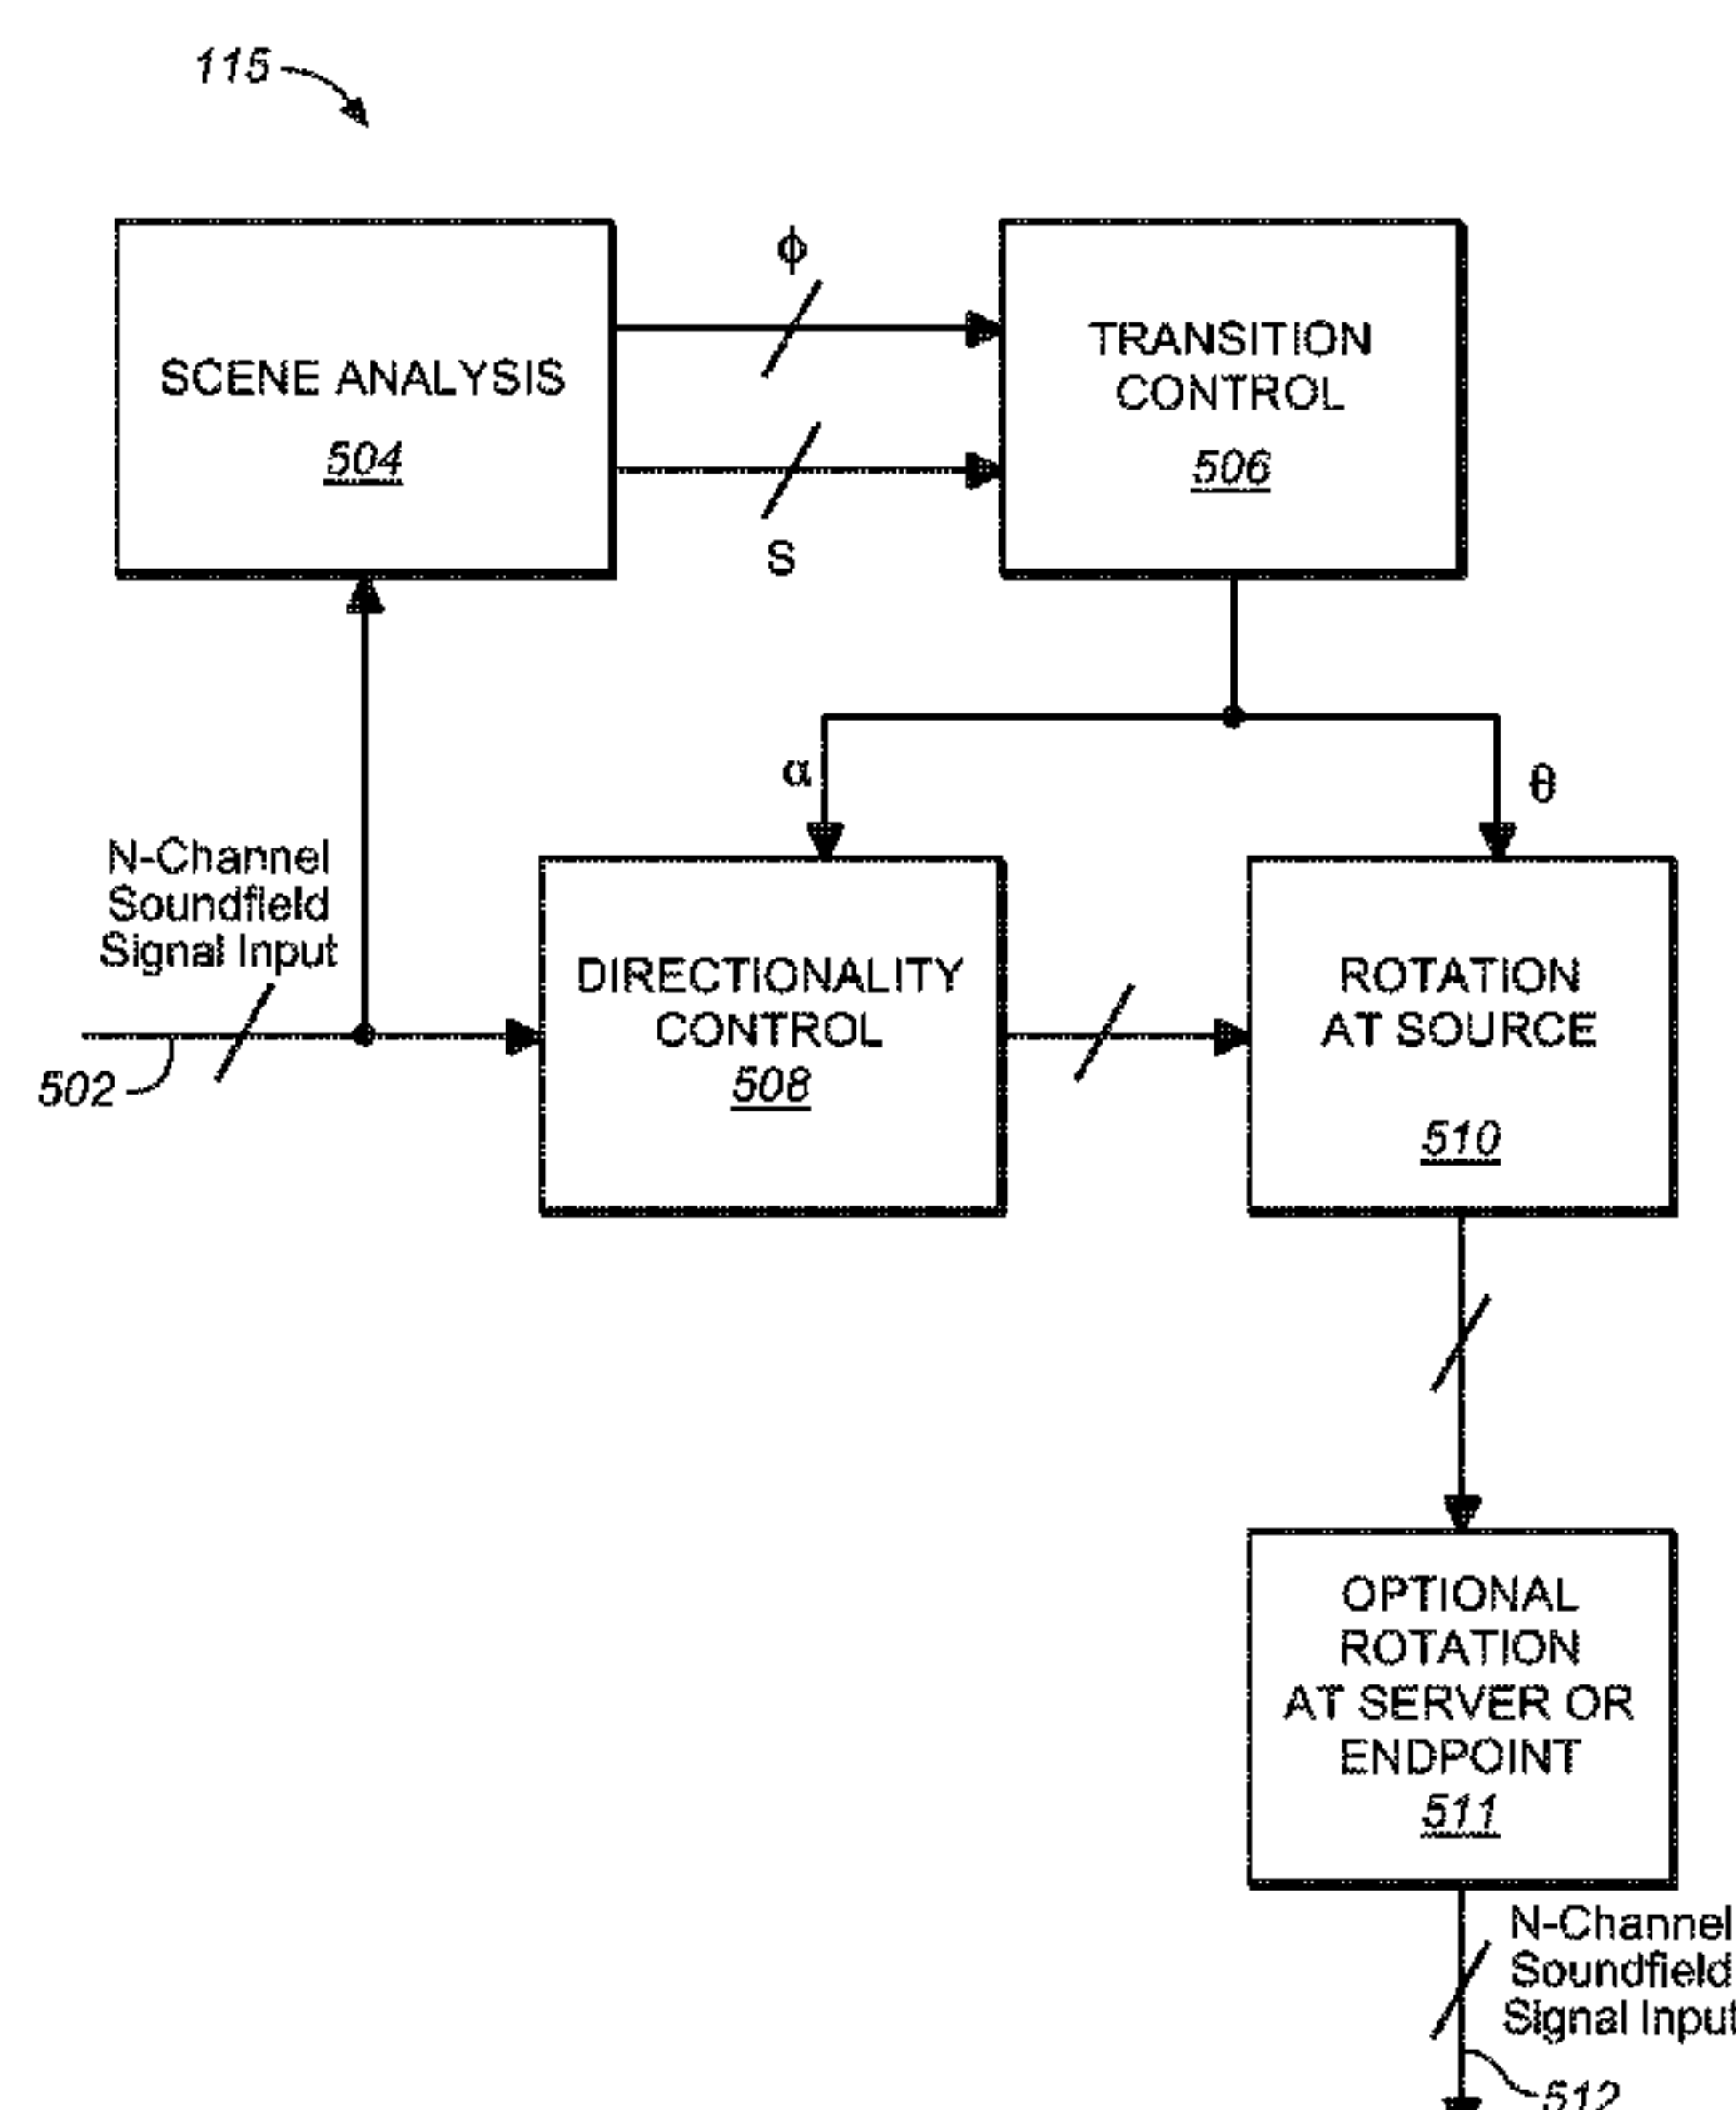 115
ϕ
SCENE ANALYSIS
504
TRANSITION
CONTROL
506
S
α
θ
N-Channel
Soundfield
Signal Input
502
DIRECTIONALITY
CONTROL
508
ROTATION
AT SOURCE
510
OPTIONAL
ROTATION
AT SERVER OR
ENDPOINT
511
N-Channel
Soundfield
Signal Input
512